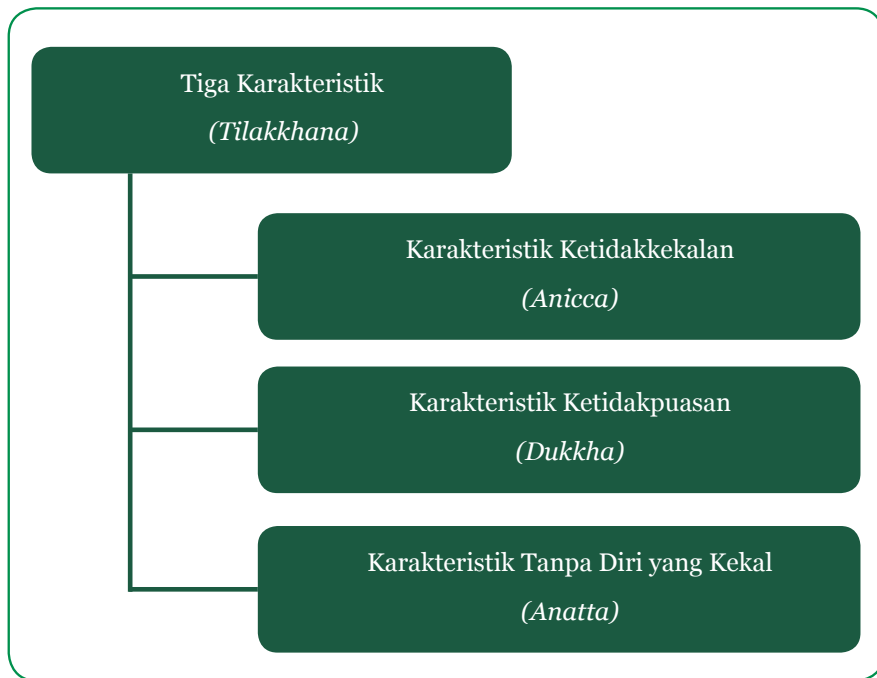 Tiga Karakteristik
(Tilakkhana)
Karakteristik Ketidakkekalan
(Anicca)
Karakteristik Ketidakpuasan
(Dukkha)
Karakteristik Tanpa Diri yang Kekal
(Anatta)